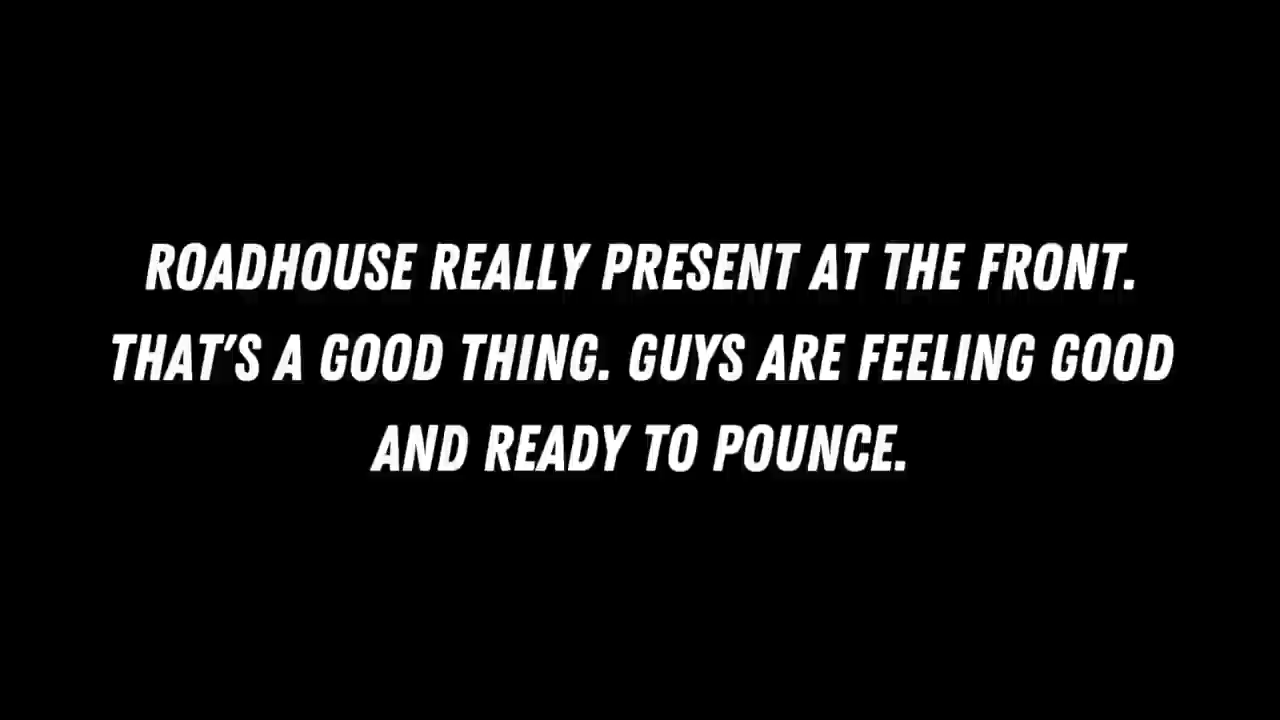 ROADHOUSE REALLY PRESENT AT THE FRONT.
THAT'S A GOOD THING. GUYS ARE FEELING GOOD
AND READY TO POUNCE.